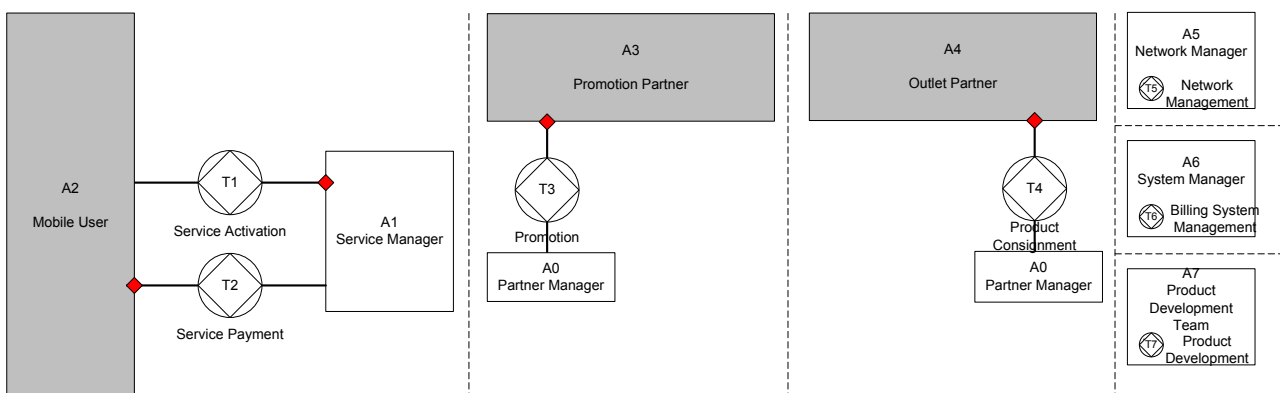 A2
Mobile User
T1
Service Activation
T2
Service Payment
A1
Service Manager
A3
Promotion Partner
T3
Promotion
A0
Partner Manager
A4
Outlet Partner
T4
Product
Consignment
A0
Partner Manager
A5
Network Manager
T5 Network
Management
A6
System Manager
T6 Billing System
Management
A7
Product
Development
Team
T7 Product
Development